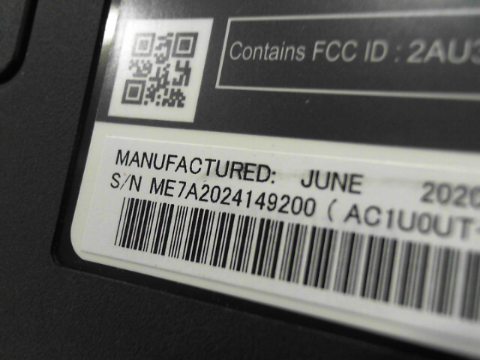 Contains FCC ID : 2AU3
MANUFACTURED: JUNE 2020
S/N ME7A2024149200 ( AC1U0UT-